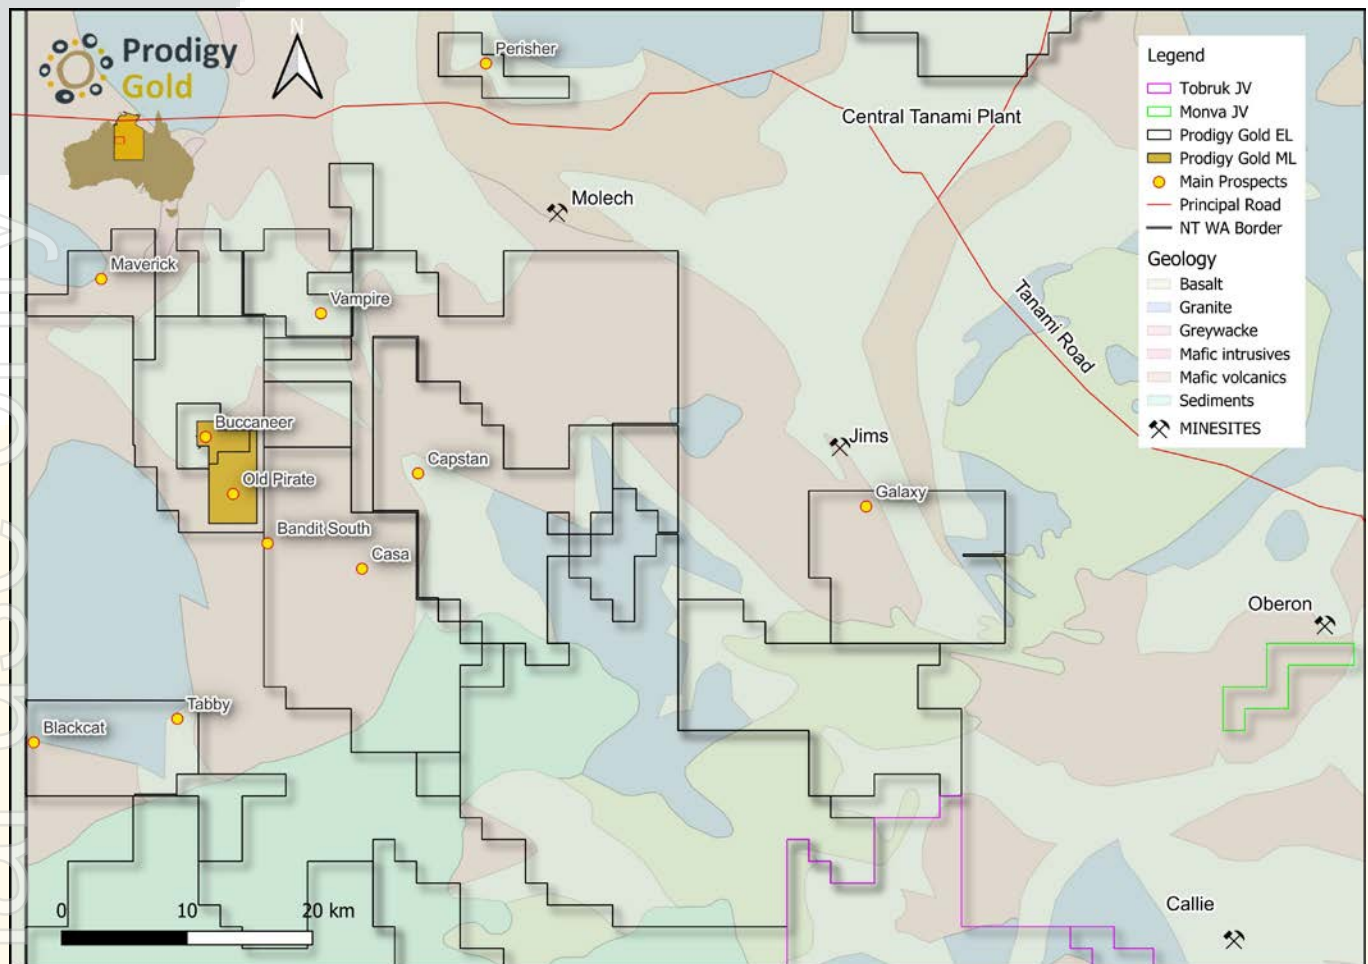 N
Prodigy
Gold
Perisher
Central Tanami Plant
Molech
Maverick
Vampire
Tanami Road
Buccaneer
Jims
Capstan
Old Pirate
Galaxy
Bandit South
Casa
Oberon
Tabby
Blackcat
Callie
0 10 20 km
Legend
Tobruk JV
Monva JV
Prodigy Gold EL
Prodigy Gold ML
Main Prospects
Principal Road
NT WA Border
Geology
Basalt
Granite
Greywacke
Mafic intrusives
Mafic volcanics
Sediments
MINESITES